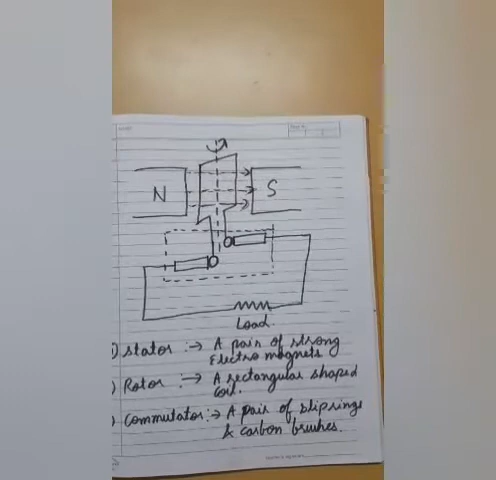 N
S
Load
Stator :→ A pair of strong
Electro magnets
Rotor :→ A rectangular shaped
coil.
Commutator :→ A pair of sliprings
& carbon brushes.